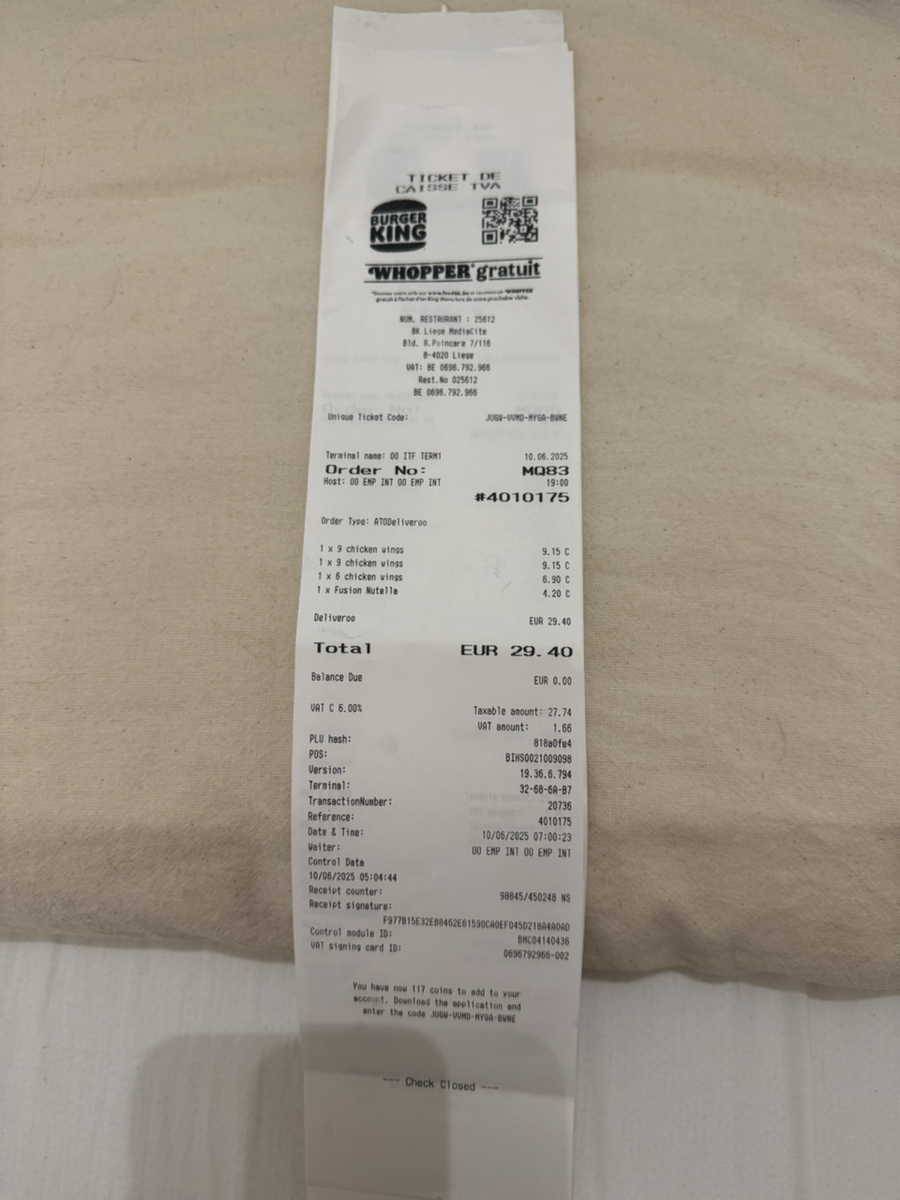 TICKET DE
CAISSE TVA
BURGER
KING
WHOPPER® gratuit
NUM. RESTAURANT : 25612
BK Liege MediaCite
Bld. R.Poincare 7/116
B-4020 Liege
VAT: BE 0696.792.966
Rest.No 025612
BE 0696.792.966
Unique Ticket Code: JUGW-VVMD-MYGA-BWNE
Terminal name: 00 ITF TERM1 10.06.2025
Order No: MQ83
Host: 00 EMP INT 00 EMP INT 19:00
#4010175
Order Type: ATODeliveroo
1 x 9 chicken wings 9.15 C
1 x 9 chicken wings 9.15 C
1 x 6 chicken wings 6.90 C
1 x Fusion Nutella 4.20 C
Deliveroo EUR 29.40
Total EUR 29.40
Balance Due EUR 0.00
VAT C 6.00% Taxable amount: 27.74
VAT amount: 1.66
PLU hash: 818a0fe4
POS: BIHS0021009098
Version: 19.36.6.794
Terminal: 32-68-6A-B7
TransactionNumber: 20736
Reference: 4010175
Date & Time: 10/06/2025 07:00:23
Waiter: 00 EMP INT 00 EMP INT
Control Data
10/06/2025 05:04:44
Receipt counter: 98845/450248 NS
Receipt signature:
F977B15E32EB8462E61590CA0EF045D218A4A0AD
Control module ID: BMC04140436
VAT signing card ID: 0696792966-002
You have now 117 coins to add to your
account. Download the application and
enter the code JUGW-VVMD-MYGA-BWNE
--- Check Closed ---